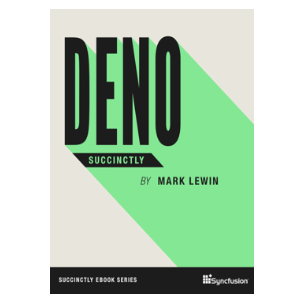 DENO
SUCCINCTLY
BY MARK LEWIN
SUCCINCTLY EBOOK SERIES
Syncfusion